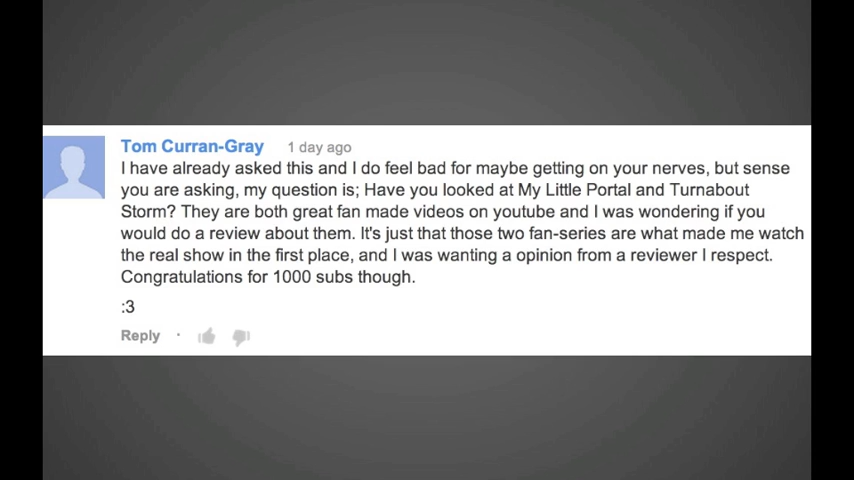 Tom Curran-Gray 1 day ago
I have already asked this and I do feel bad for maybe getting on your nerves, but sense
you are asking, my question is; Have you looked at My Little Portal and Turnabout
Storm? They are both great fan made videos on youtube and I was wondering if you
would do a review about them. It's just that those two fan-series are what made me watch
the real show in the first place, and I was wanting a opinion from a reviewer I respect.
Congratulations for 1000 subs though.
:3
Reply ·